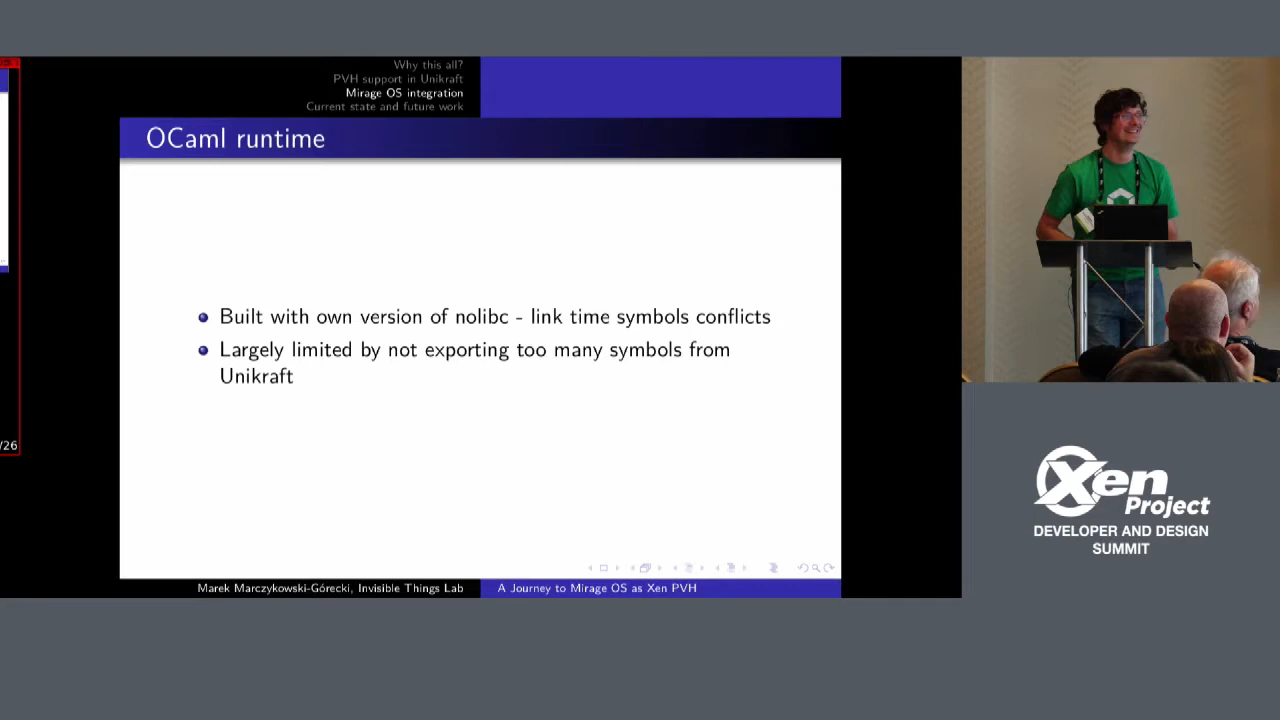 Why this all?
PVH support in Unikraft
Mirage OS integration
Current state and future work
OCaml runtime
Built with own version of nolibc - link time symbols conflicts
Largely limited by not exporting too many symbols from
Unikraft
/26
Marek Marczykowski-Górecki, Invisible Things Lab
A Journey to Mirage OS as Xen PVH
Xen
Project
DEVELOPER AND DESIGN
SUMMIT